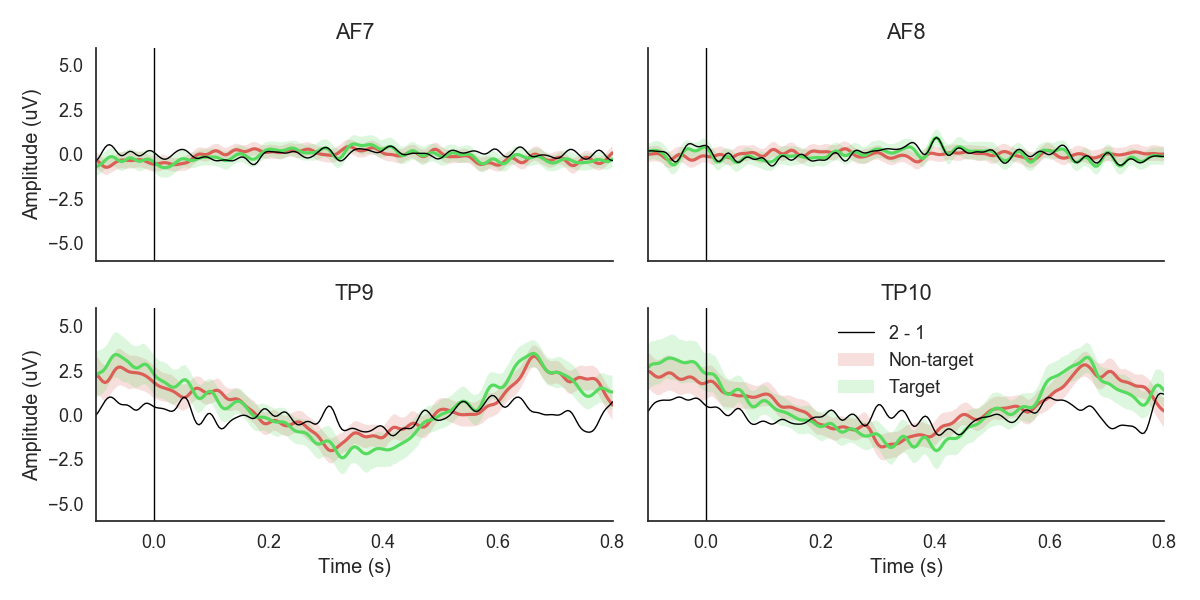 AF7
AF8
Amplitude (uV)
5.0
2.5
0.0
−2.5
−5.0
TP9
TP10
Amplitude (uV)
5.0
2.5
0.0
−2.5
−5.0
2 - 1
Non-target
Target
0.0 0.2 0.4 0.6 0.8
0.0 0.2 0.4 0.6 0.8
Time (s)
Time (s)